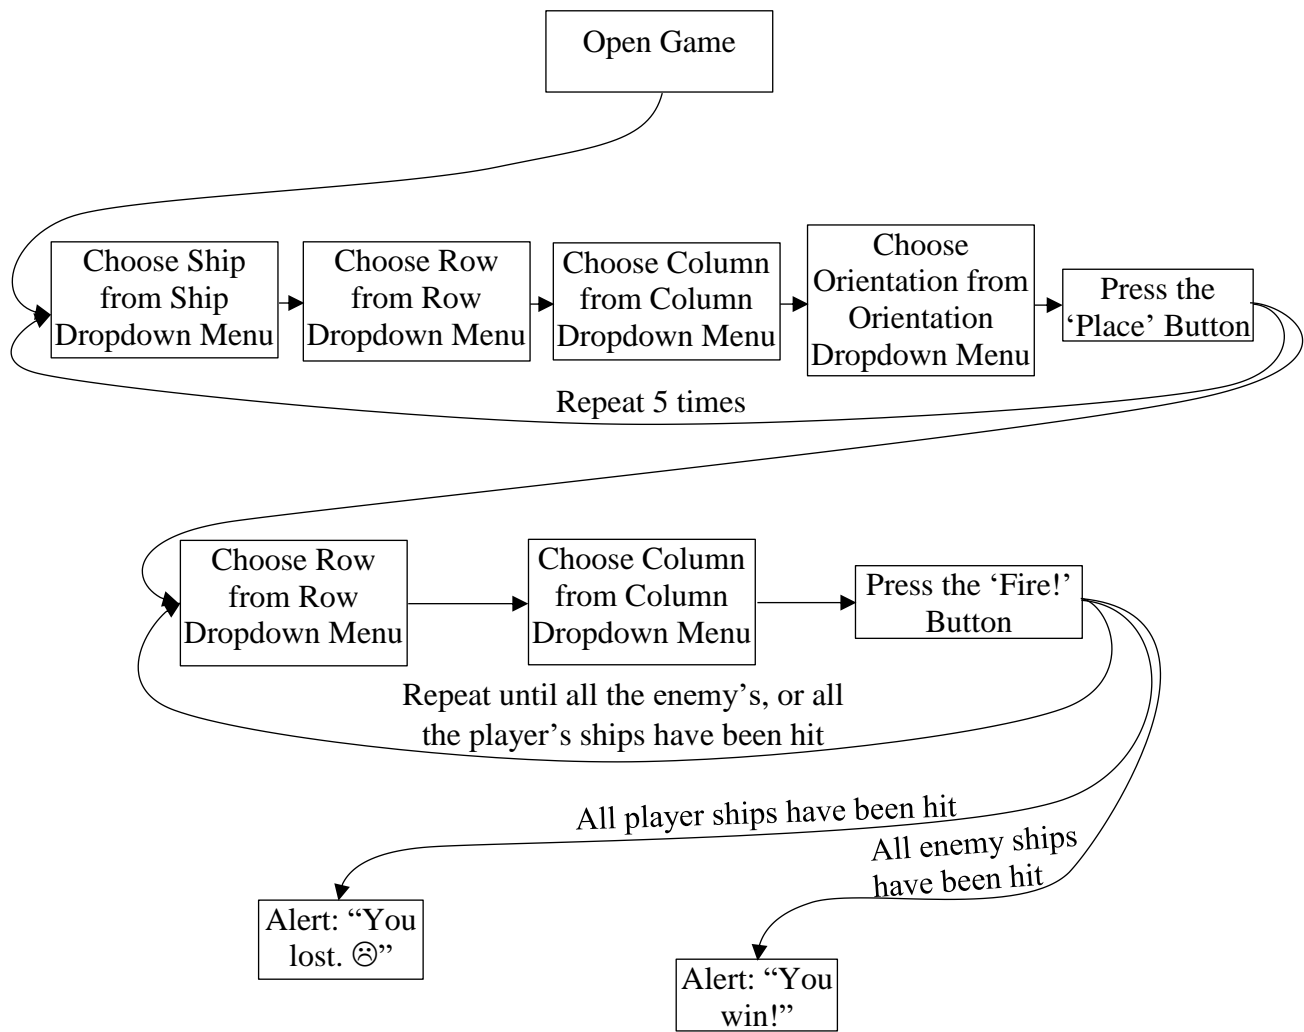 Open Game
Choose Ship
from Ship
Dropdown Menu
Choose Row
from Row
Dropdown Menu
Choose Column
from Column
Dropdown Menu
Choose
Orientation from
Orientation
Dropdown Menu
Press the
‘Place’ Button
Repeat 5 times
Choose Row
from Row
Dropdown Menu
Choose Column
from Column
Dropdown Menu
Press the ‘Fire!’
Button
Repeat until all the enemy’s, or all
the player’s ships have been hit
All player ships have been hit
All enemy ships
have been hit
Alert: “You
lost. ☹”
Alert: “You
win!”